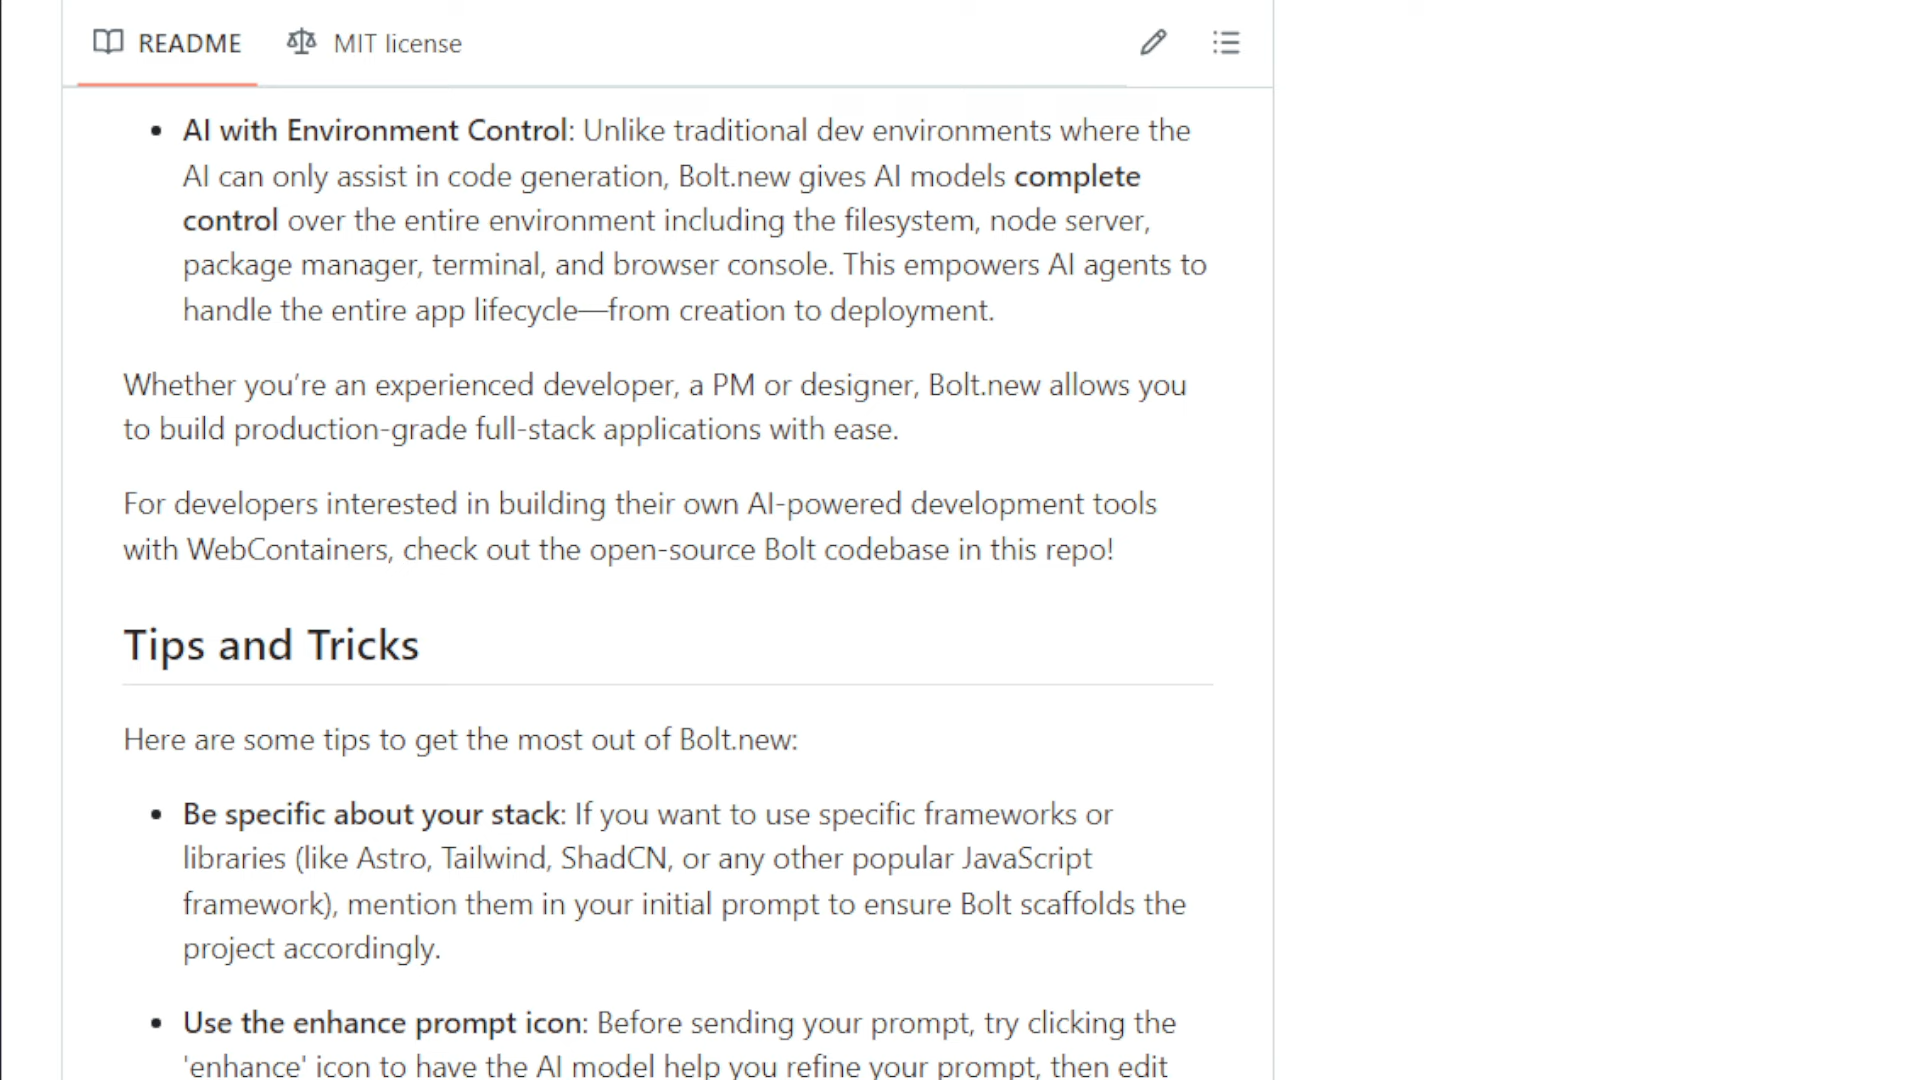 README MIT license
• AI with Environment Control: Unlike traditional dev environments where the
AI can only assist in code generation, Bolt.new gives AI models complete
control over the entire environment including the filesystem, node server,
package manager, terminal, and browser console. This empowers AI agents to
handle the entire app lifecycle—from creation to deployment.
Whether you’re an experienced developer, a PM or designer, Bolt.new allows you
to build production-grade full-stack applications with ease.
For developers interested in building their own AI-powered development tools
with WebContainers, check out the open-source Bolt codebase in this repo!
Tips and Tricks
Here are some tips to get the most out of Bolt.new:
• Be specific about your stack: If you want to use specific frameworks or
libraries (like Astro, Tailwind, ShadCN, or any other popular JavaScript
framework), mention them in your initial prompt to ensure Bolt scaffolds the
project accordingly.
• Use the enhance prompt icon: Before sending your prompt, try clicking the
'enhance' icon to have the AI model help you refine your prompt, then edit